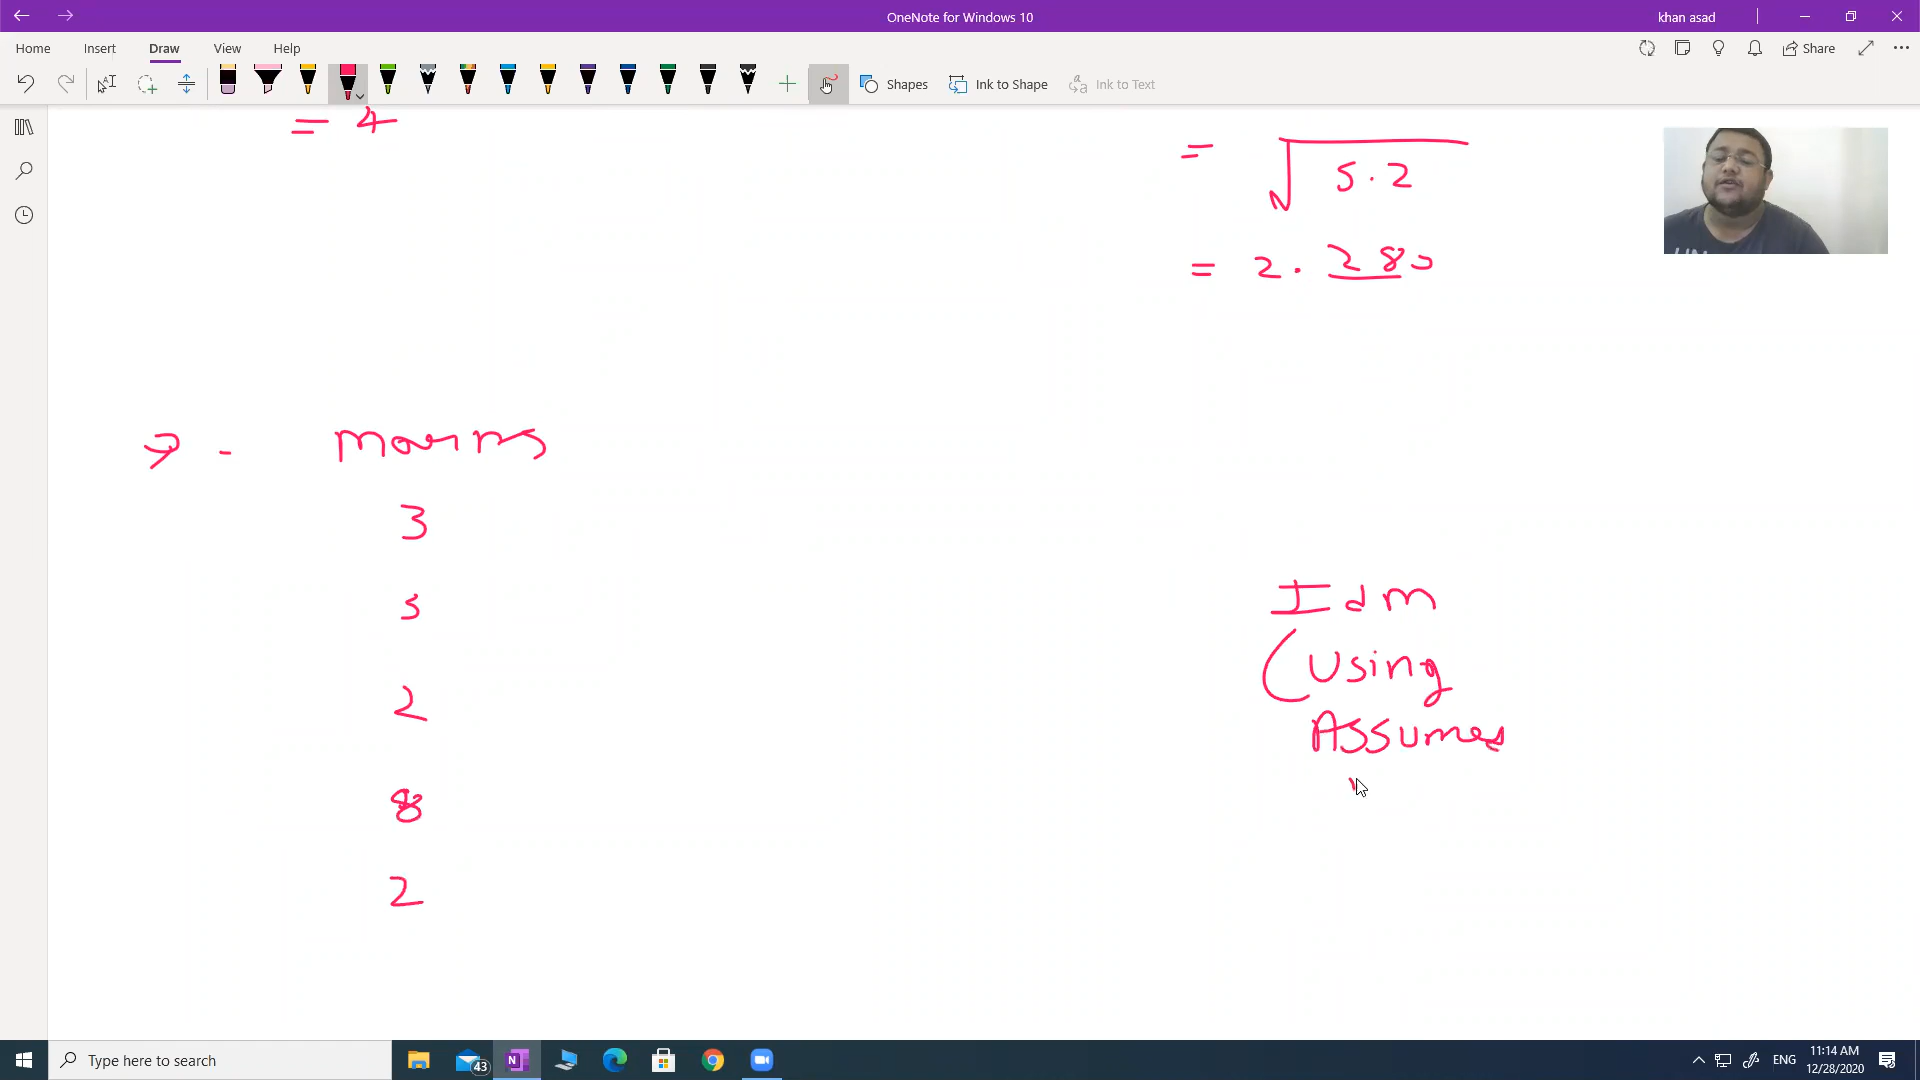 OneNote for Windows 10
khan asad
Home Insert Draw View Help
Share
Shapes
Ink to Shape
Ink to Text
= 4
= √5.2
= 2.280
→ - marks
3
5
2
8
2
Idm
(Using
Assumed
Type here to search
43
ENG
11:14 AM
12/28/2020